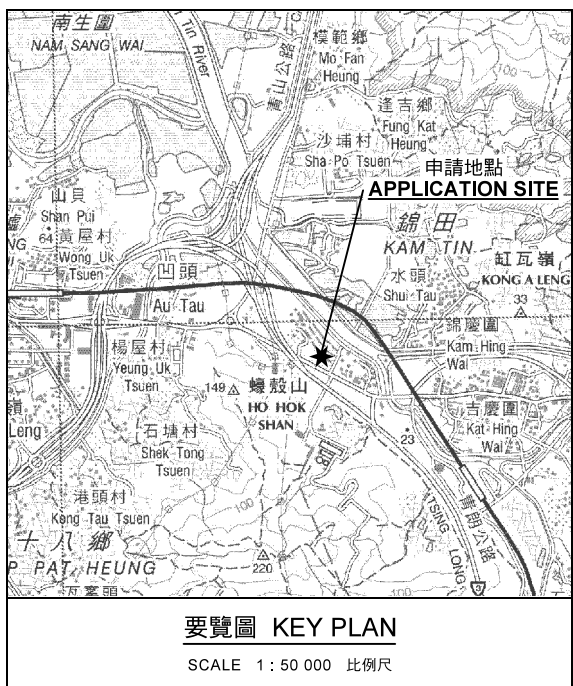 南生圍
NAM SANG WAI
Tin River
青山公路
模範鄉
Mo Fan
Heung
逢吉鄉
Fung Kat
Heung
沙埔村
Sha Po Tsuen
申請地點
APPLICATION SITE
山貝
Shan Pui
64
黃屋村
Wong Uk
Tsuen
錦田
KAM TIN
缸瓦嶺
KONG A LENG
33
水頭
Shui Tau
凹頭
Au Tau
錦慶圍
Kam Hing
Wai
楊屋村
Yeung Uk
Tsuen
149
蠔殼山
HO HOK
SHAN
吉慶圍
Kat Hing
Wai
嶺
Leng
石塘村
Shek Tong
Tsuen
23
港頭村
Kong Tau Tsuen
十八鄉
P PAT HEUNG
220
青朗公路
TSING LONG
要覽圖 KEY PLAN
SCALE 1 : 50 000 比例尺